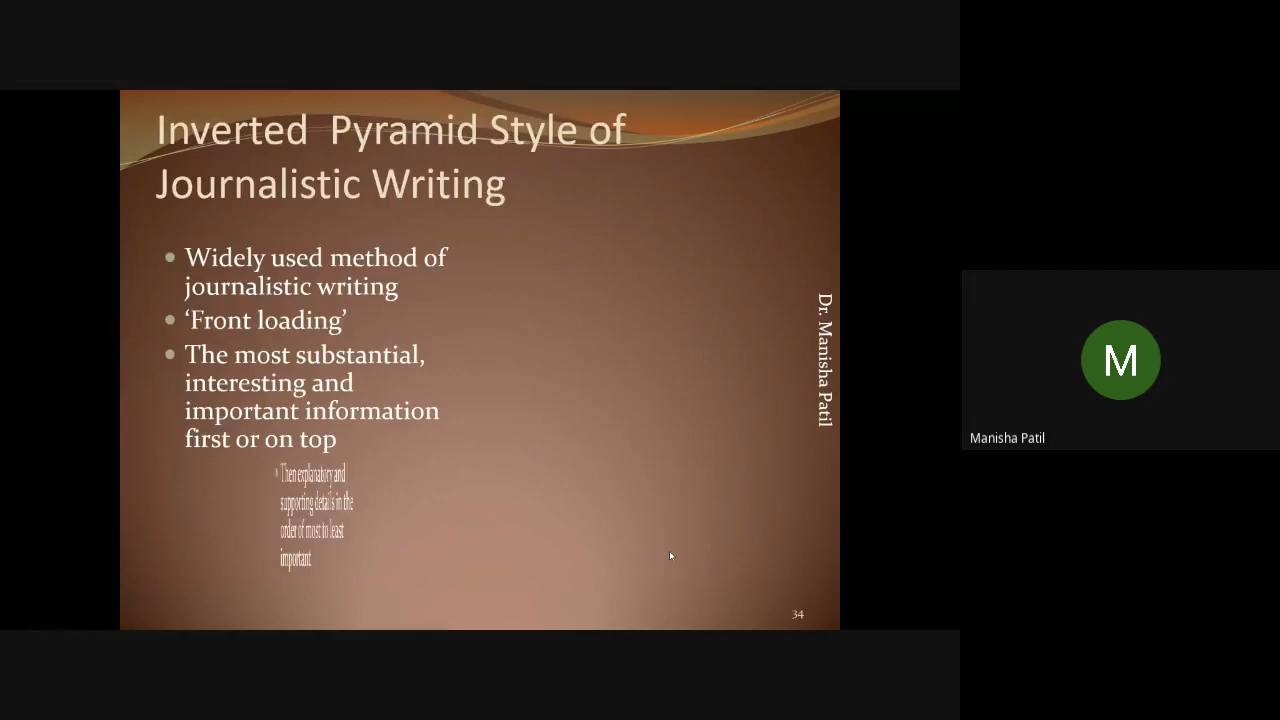 Inverted  Pyramid Style of
Journalistic Writing
• Widely used method of
journalistic writing
• ‘Front loading’
• The most substantial,
interesting and
important information
first or on top
• Then explanatory and
supporting details in the
order of most to least
important
Dr. Manisha Patil
34
M
Manisha Patil